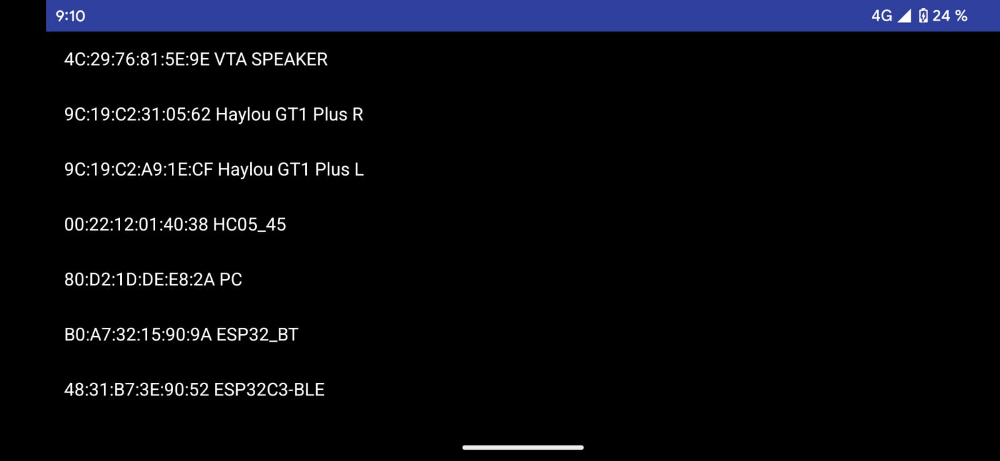 9:10
4G 24 %
4C:29:76:81:5E:9E VTA SPEAKER
9C:19:C2:31:05:62 Haylou GT1 Plus R
9C:19:C2:A9:1E:CF Haylou GT1 Plus L
00:22:12:01:40:38 HC05_45
80:D2:1D:DE:E8:2A PC
B0:A7:32:15:90:9A ESP32_BT
48:31:B7:3E:90:52 ESP32C3-BLE